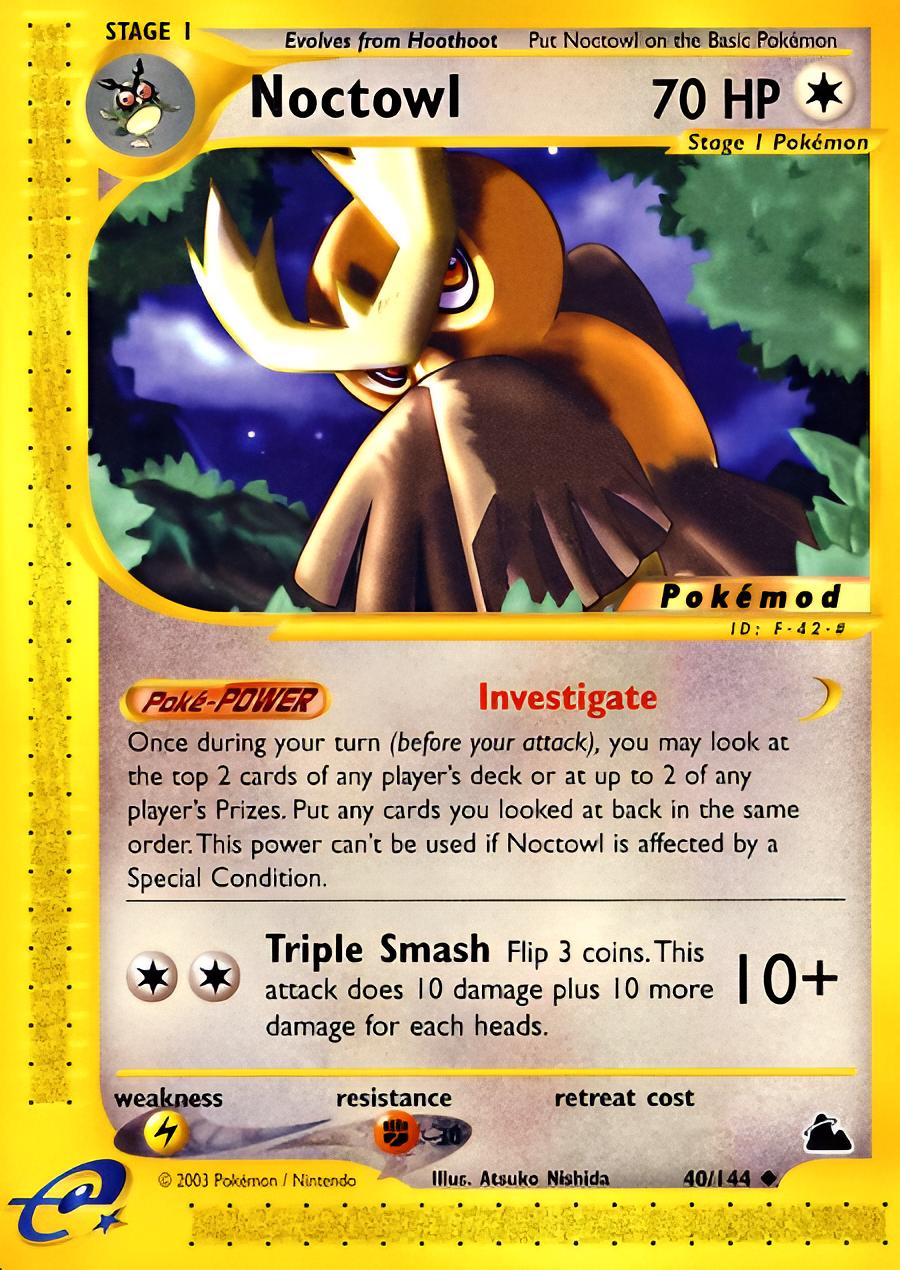 STAGE 1
Evolves from Hoothoot Put Noctowl on the Basic Pokémon
Noctowl 70 HP
Stage 1 Pokémon
Pokémod
ID: F-42-
Poké-POWER Investigate
Once during your turn (before your attack), you may look at
the top 2 cards of any player's deck or at up to 2 of any
player's Prizes. Put any cards you looked at back in the same
order. This power can't be used if Noctowl is affected by a
Special Condition.
Triple Smash Flip 3 coins. This
attack does 10 damage plus 10 more
damage for each heads.
10+
weakness resistance retreat cost
-30
© 2003 Pokémon / Nintendo Illus. Atsuko Nishida 40/144
e